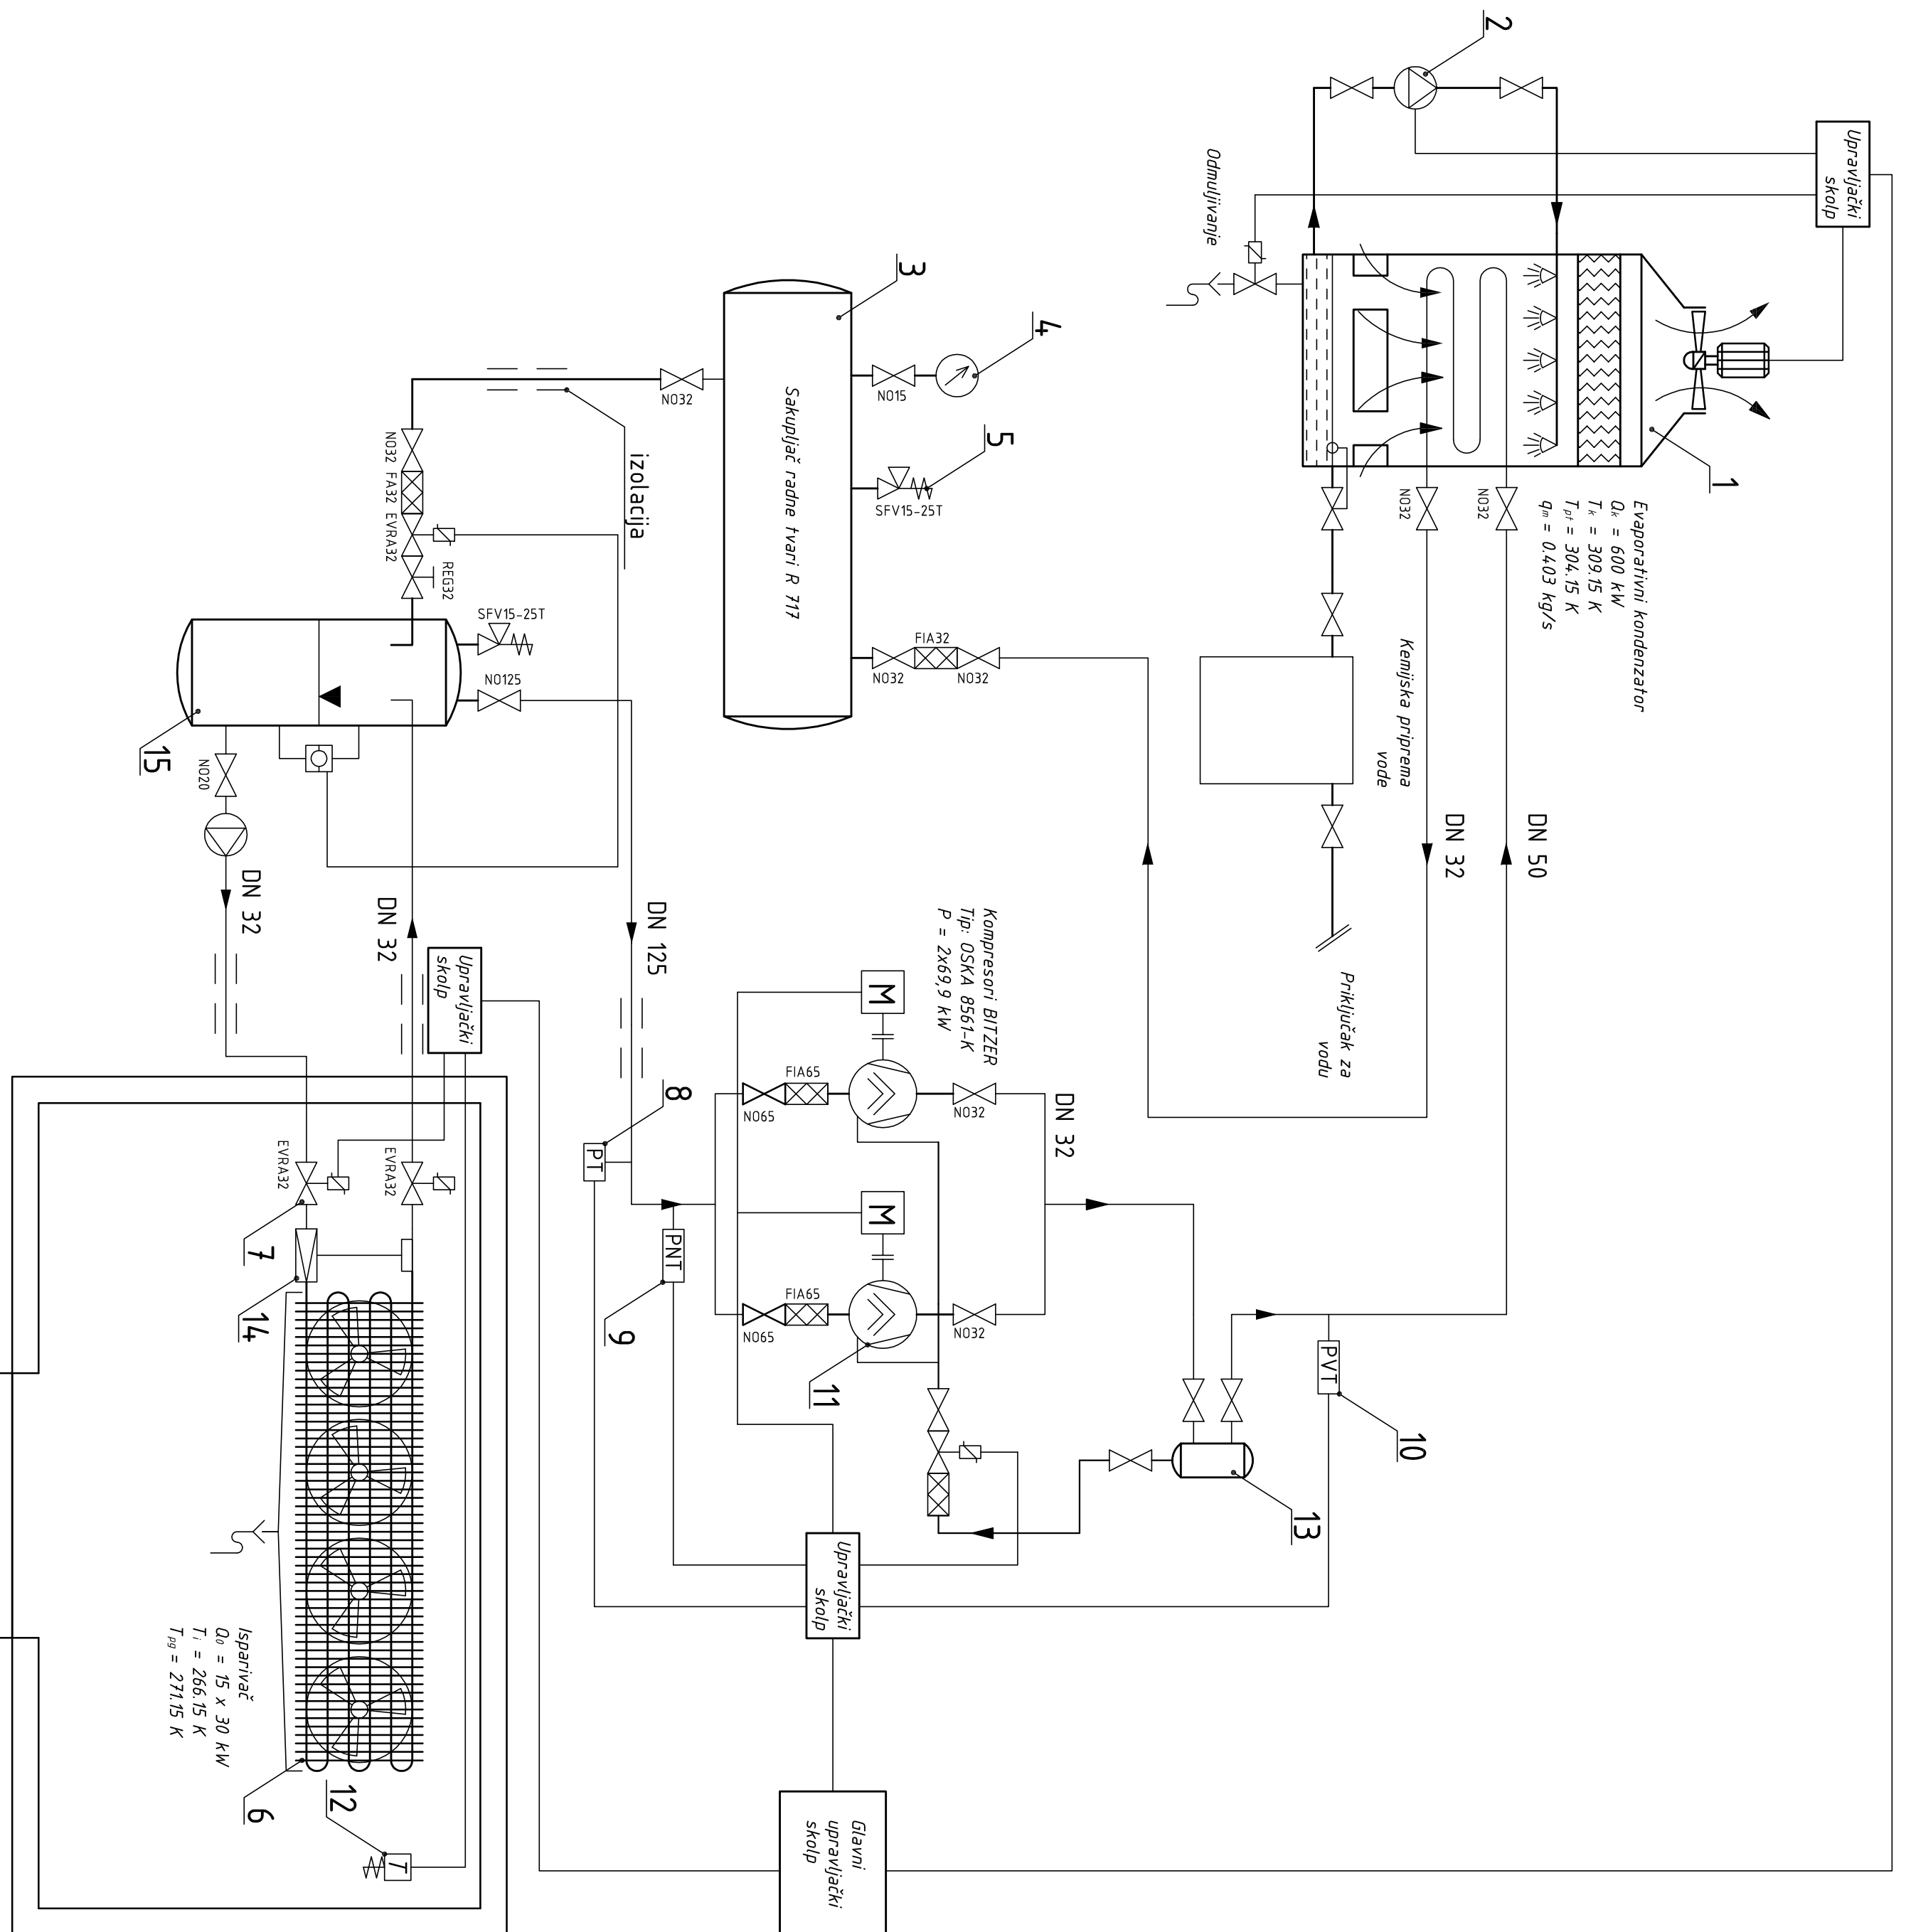 1
2
Upravljački
skolp
Odmuljivanje
Evaporativni kondenzator
Qk = 600 kW
Tk = 309.15 K
Tpt = 304.15 K
qm = 0.403 kg/s
NO32
NO32
Kemijska priprema
vode
DN 50
DN 32
Priključak za
vodu
3
4
5
NO15
SFV15-25T
Sakupljač radne tvari R 717
NO32
FIA32
NO32
NO32
izolacija
NO32 FA32 EVRA32
REG32
SFV15-25T
NO125
15
NO20
DN 32
DN 32
DN 125
Kompresori BITZER
Tip: OSKA 8561-K
P = 2x69,9 kW
M
FIA65
NO65
NO32
DN 32
M
FIA65
NO65
NO32
8
PT
PNT
9
11
PVT
10
13
Upravljački
skolp
Upravljački
skolp
EVRA32
EVRA32
7
14
Isparivač
Q0 = 15 x 30 kW
Ti = 266.15 K
Tpg = 271.15 K
6
12
T
Glavni
upravljački
skolp